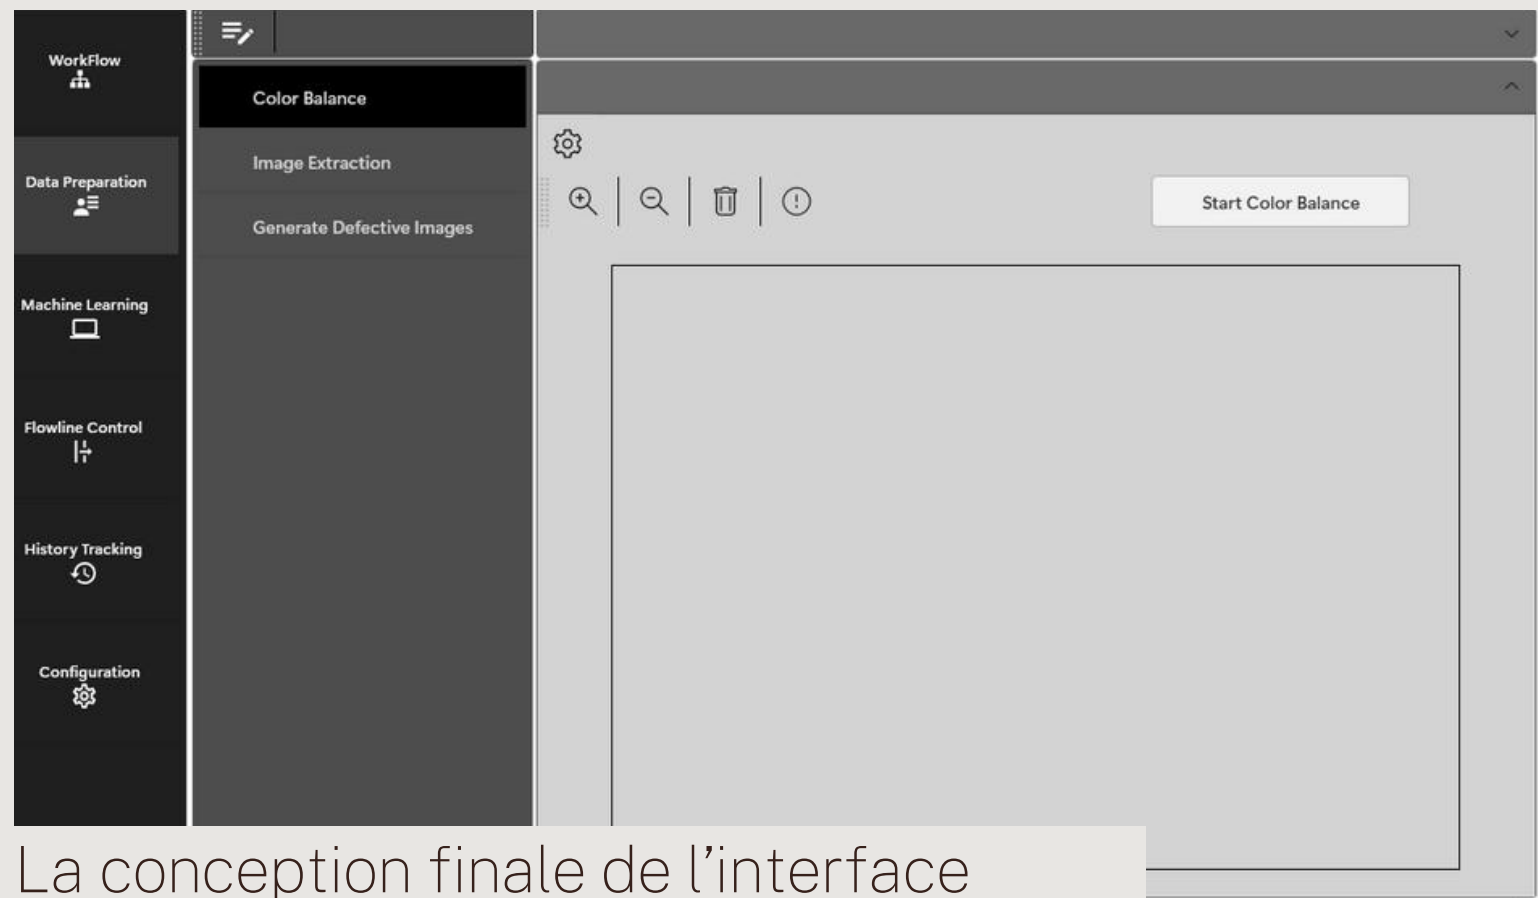 WorkFlow
Data Preparation
Machine Learning
Flowline Control
History Tracking
Configuration
Color Balance
Image Extraction
Generate Defective Images
Start Color Balance
La conception finale de l’interface